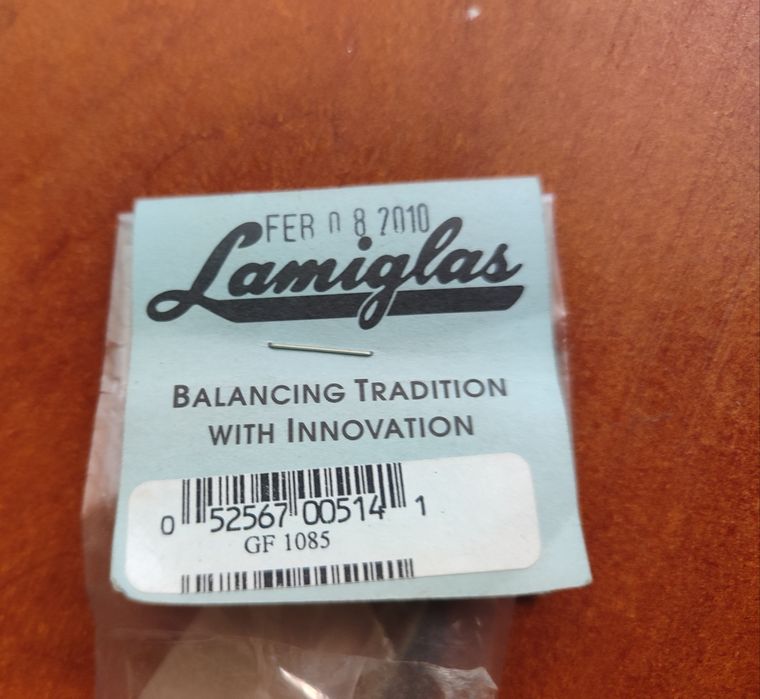 FEB 0 8 2010
Lamiglas
BALANCING TRADITION
WITH INNOVATION
0 52567 00514 1
GF 1085